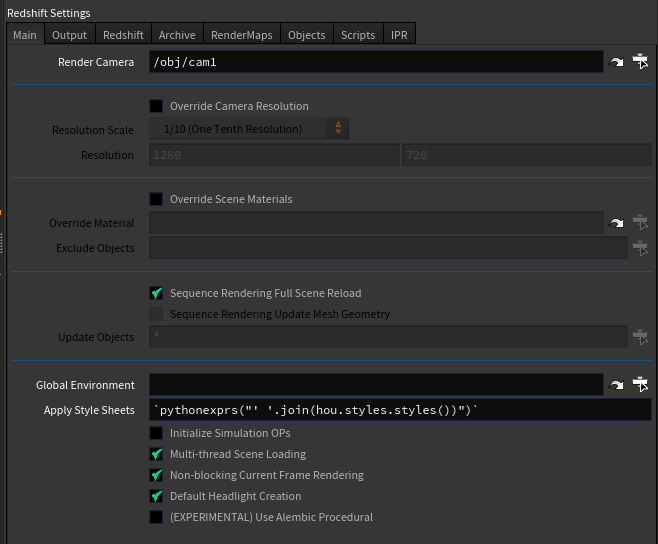 Redshift Settings
Main Output Redshift Archive RenderMaps Objects Scripts IPR
Render Camera /obj/cam1
Override Camera Resolution
Resolution Scale 1/10 (One Tenth Resolution)
Resolution 1280 720
Override Scene Materials
Override Material
Exclude Objects
Sequence Rendering Full Scene Reload
Sequence Rendering Update Mesh Geometry
Update Objects *
Global Environment
Apply Style Sheets `pythonexprs("' '.join(hou.styles.styles())")`
Initialize Simulation OPs
Multi-thread Scene Loading
Non-blocking Current Frame Rendering
Default Headlight Creation
(EXPERIMENTAL) Use Alembic Procedural